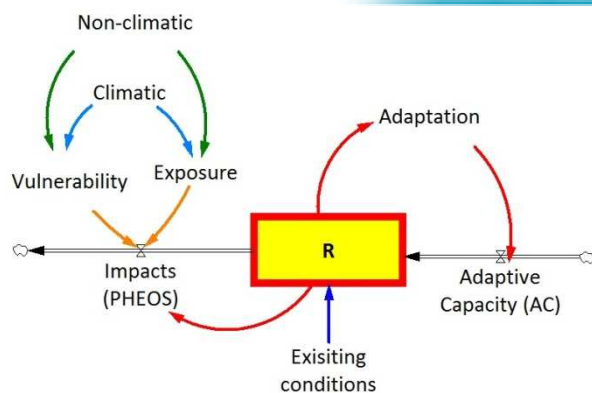 Non-climatic
Climatic
Adaptation
Vulnerability
Exposure
R
Impacts
(PHEOS)
Adaptive
Capacity (AC)
Exisiting
conditions